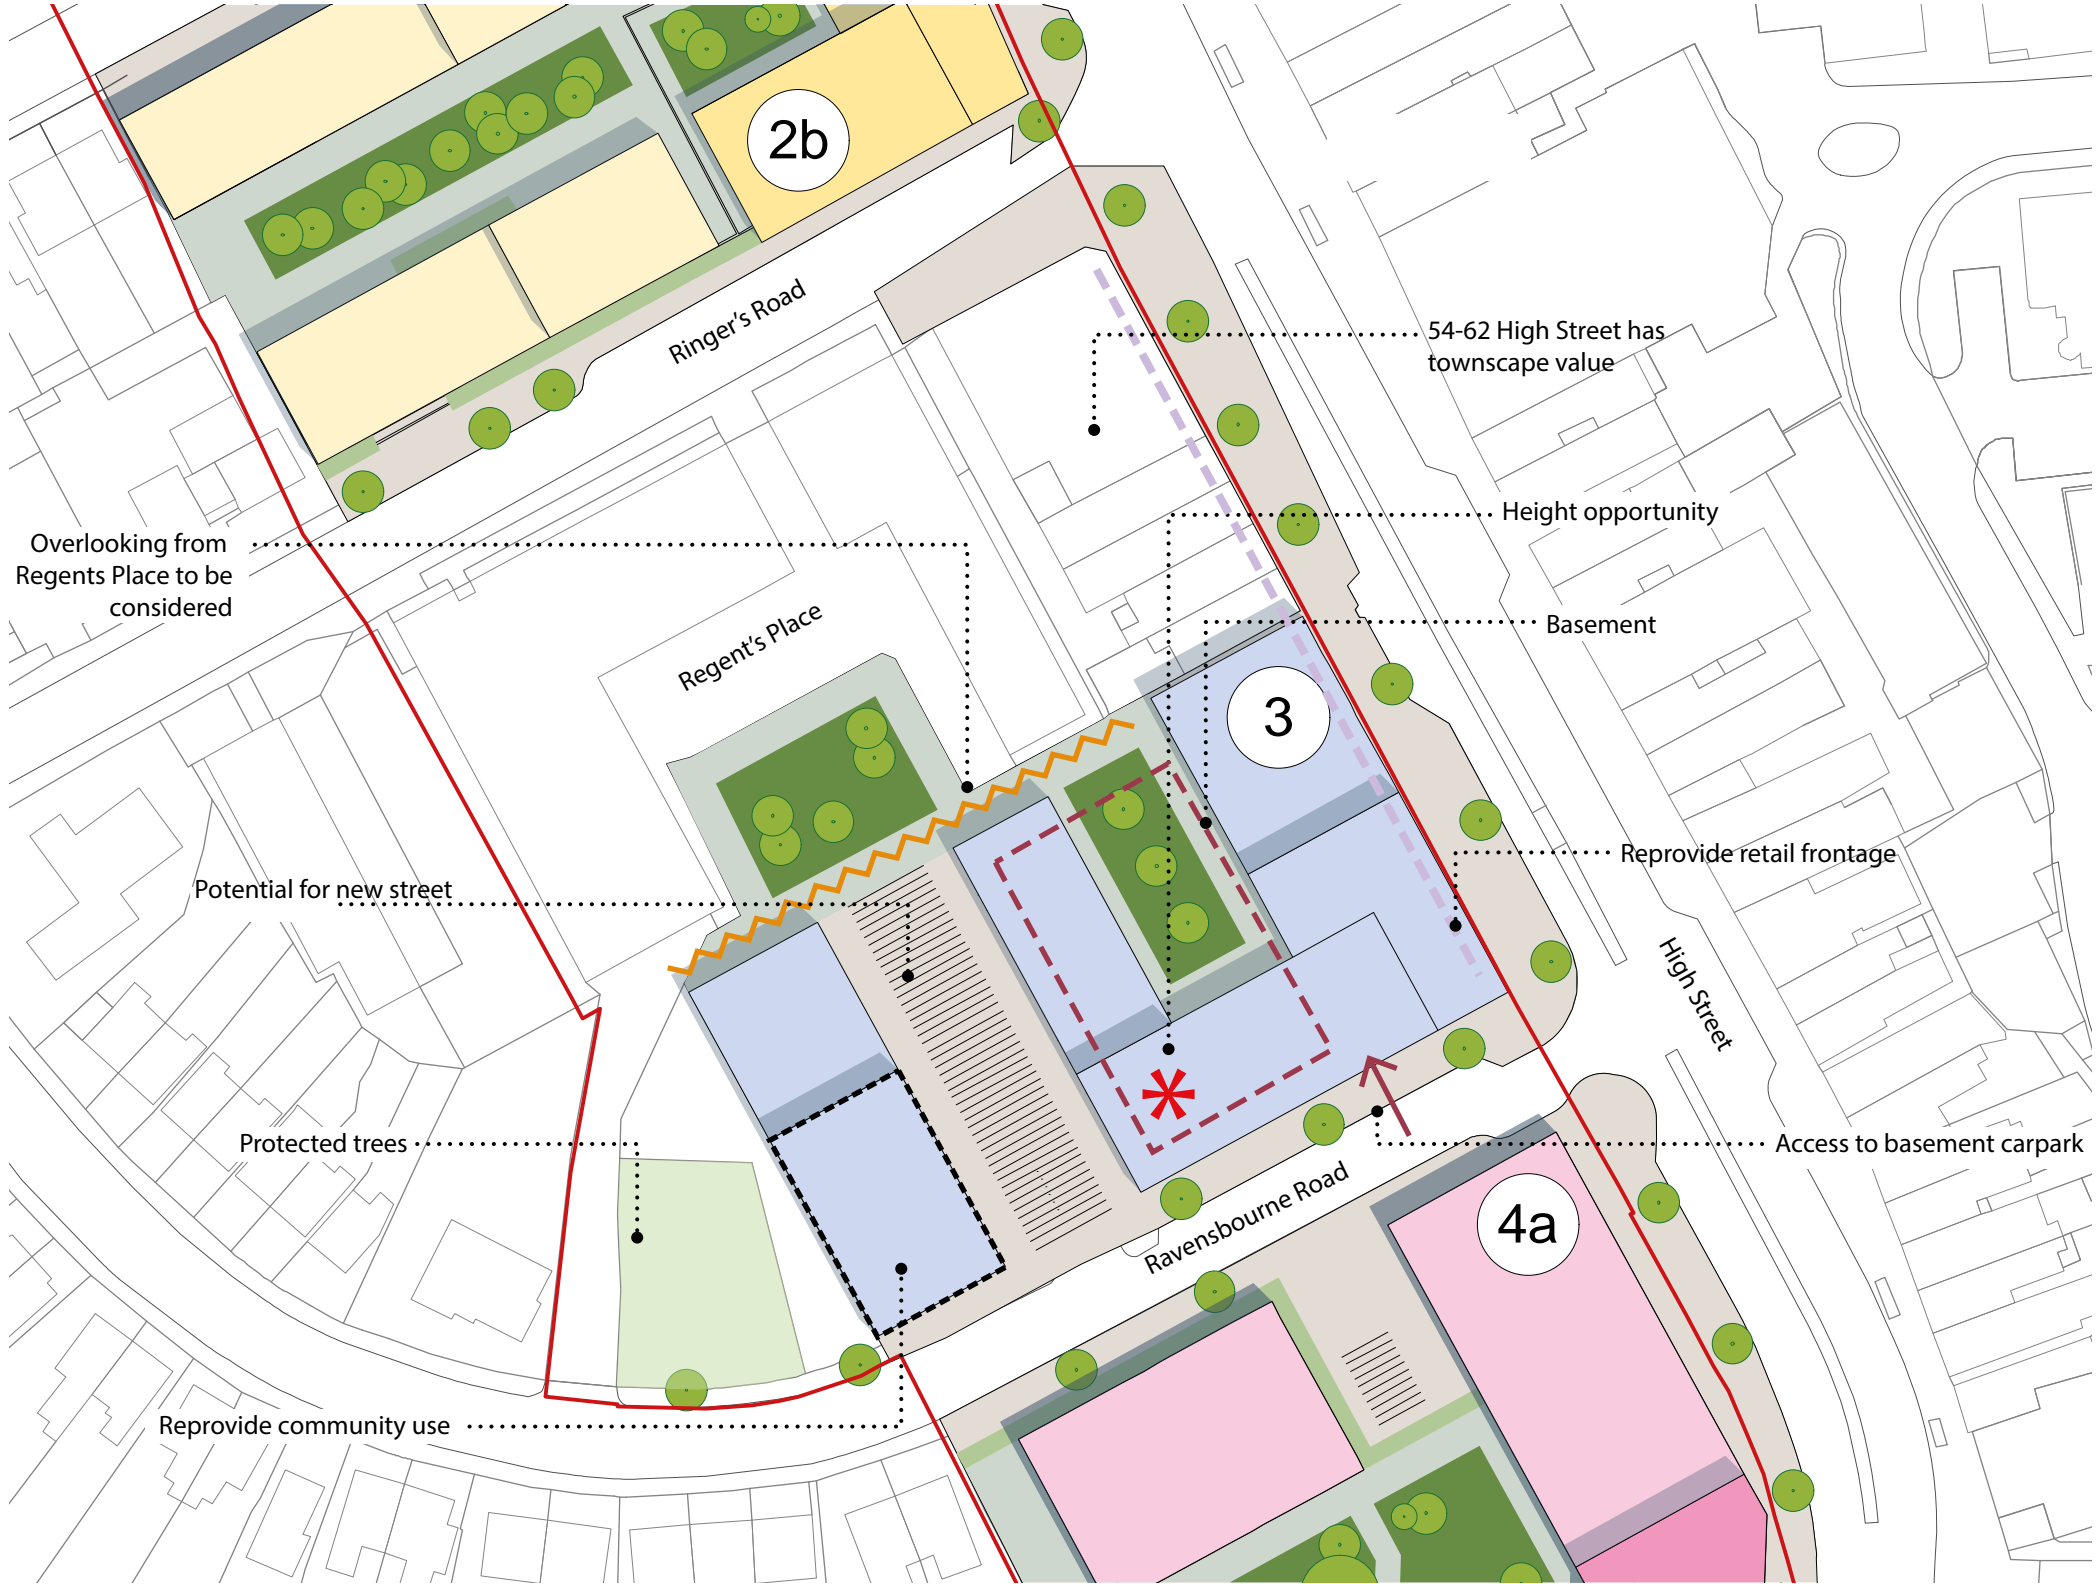 2b
Ringer's Road
54-62 High Street has
townscape value
Height opportunity
Overlooking from
Regents Place to be
considered
Basement
Regent's Place
3
Reprovide retail frontage
Potential for new street
High Street
Protected trees
Access to basement carpark
Ravensbourne Road
4a
Reprovide community use